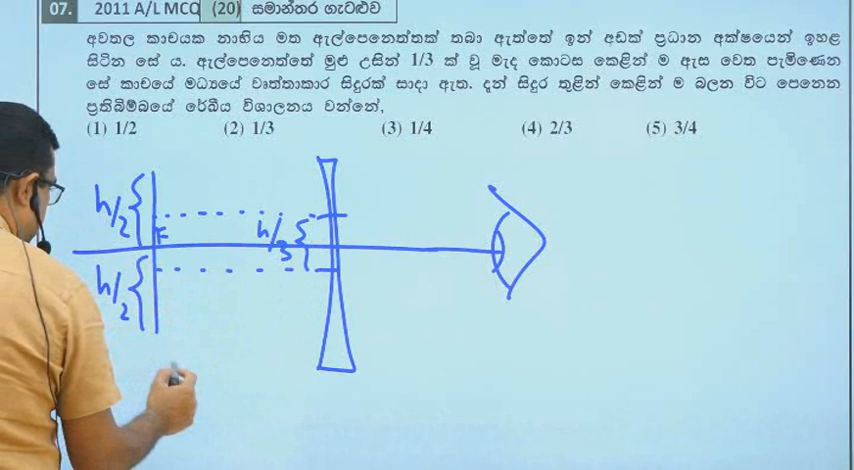 07. 2011 A/L MCQ (20) සමාන්තර ගැටළුව
අවතල කාචයක නාභිය මත ඇල්පෙනෙත්තක් තබා ඇත්තේ ඉන් අඩක් ප්‍රධාන අක්ෂයෙන් ඉහළ
සිටින සේ ය. ඇල්පෙනෙත්තේ මුළු උසින් 1/3 ක් වූ මැද කොටස කෙළින් ම ඇස වෙත පැමිණෙන
සේ කාචයේ මධ්‍යයේ වෘත්තාකාර සිදුරක් සාදා ඇත. දැන් සිදුර තුළින් කෙළින් ම බලන විට පෙනෙන
ප්‍රතිබිම්බයේ රේඛීය විශාලනය වන්නේ,
(1) 1/2 (2) 1/3 (3) 1/4 (4) 2/3 (5) 3/4
h/2
F
h/3
h/2